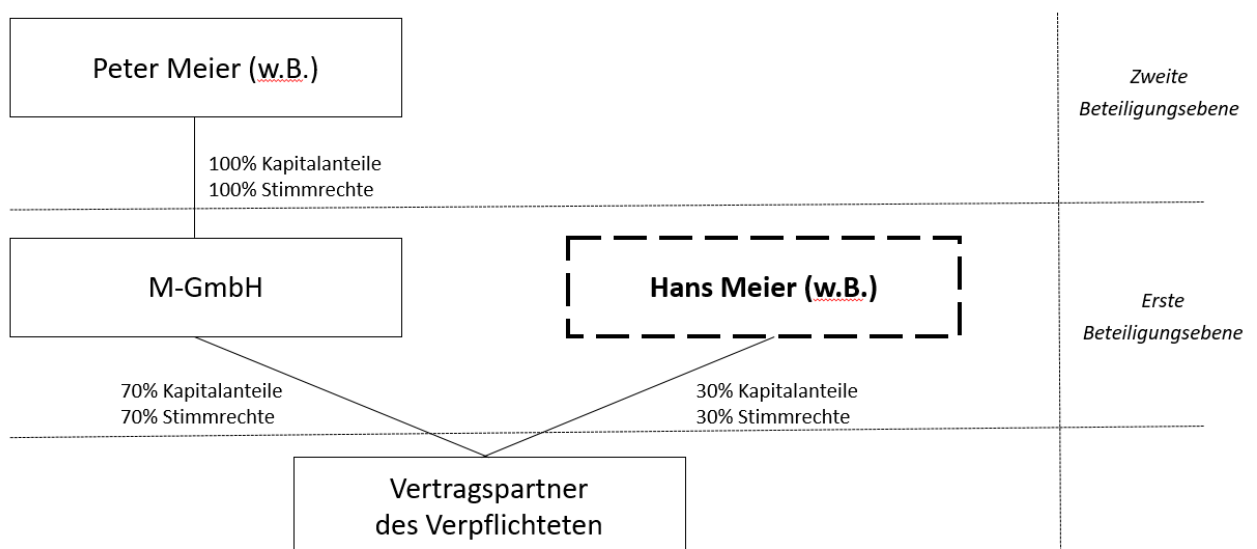 Peter Meier (w.B.)
Zweite
Beteiligungsebene
100% Kapitalanteile
100% Stimmrechte
M-GmbH
Hans Meier (w.B.)
Erste
Beteiligungsebene
70% Kapitalanteile
70% Stimmrechte
30% Kapitalanteile
30% Stimmrechte
Vertragspartner
des Verpflichteten